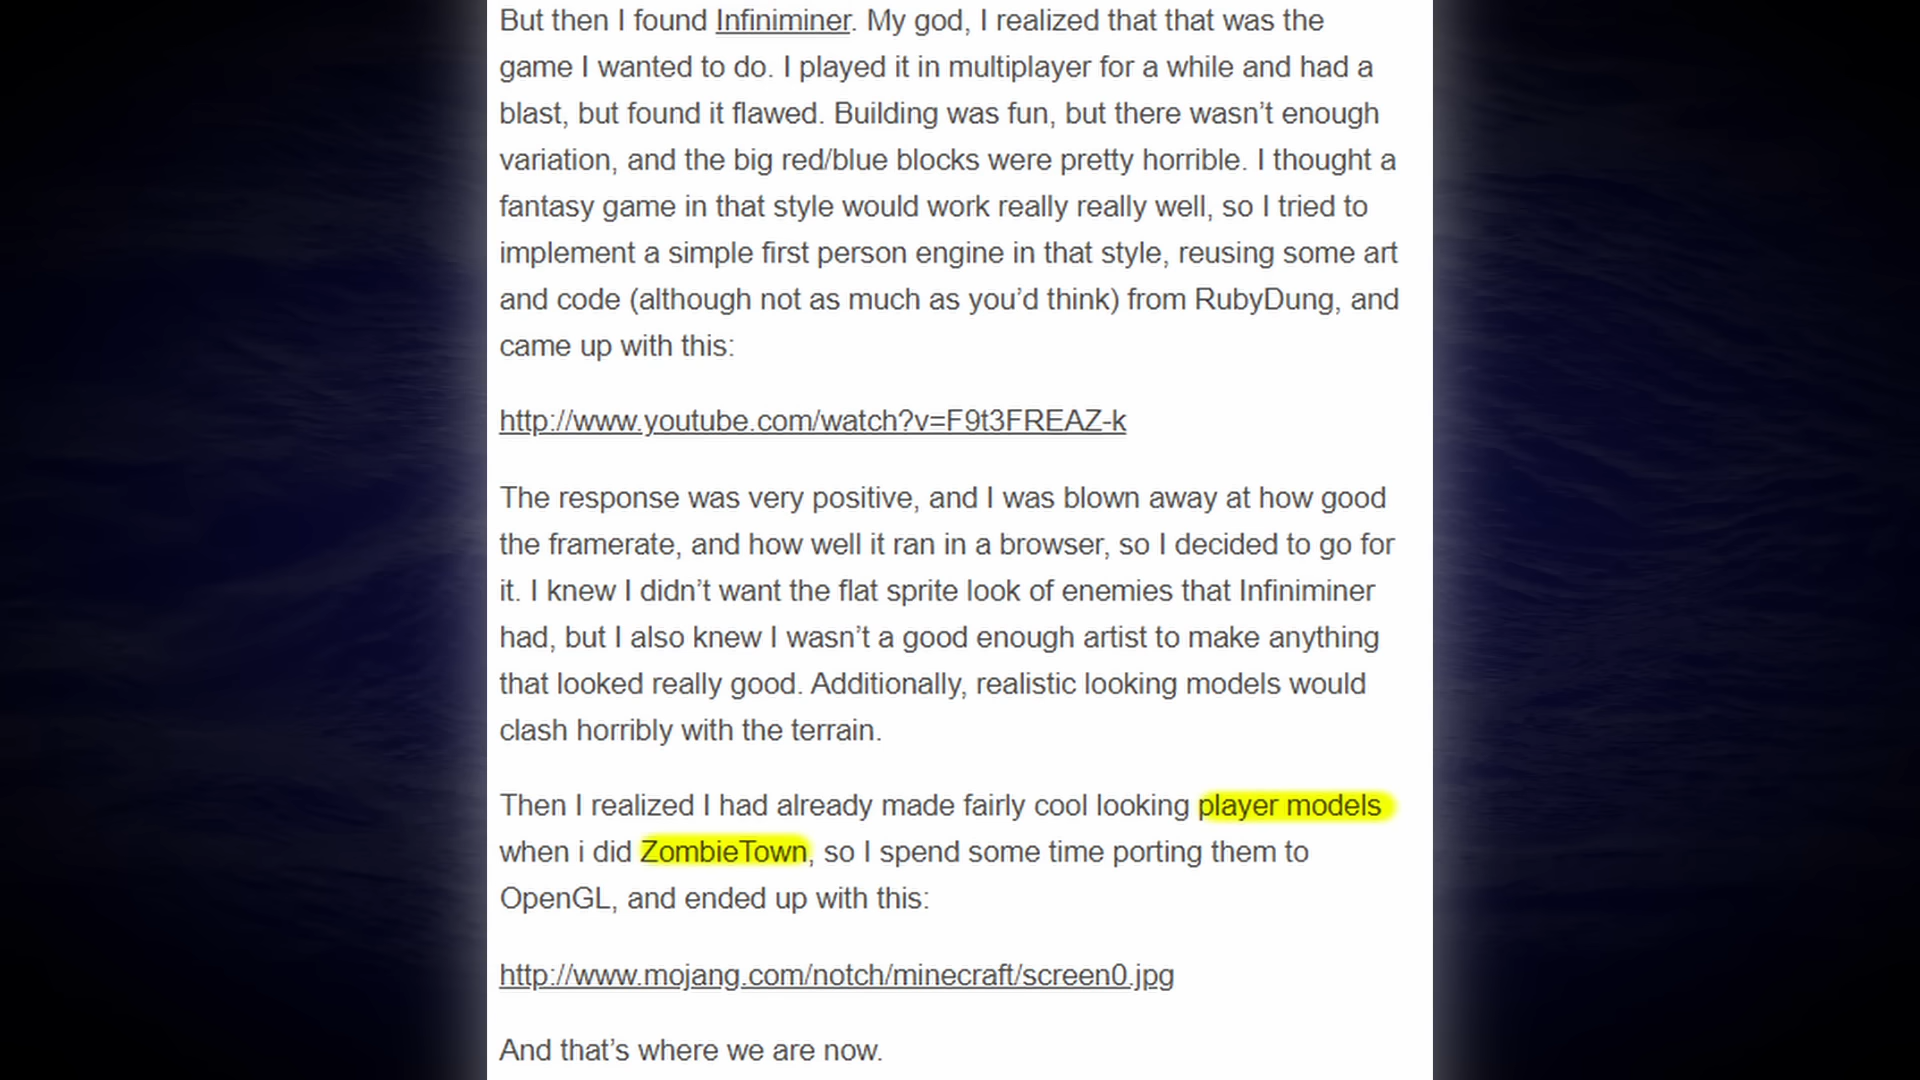 But then I found Infiniminer. My god, I realized that that was the
game I wanted to do. I played it in multiplayer for a while and had a
blast, but found it flawed. Building was fun, but there wasn’t enough
variation, and the big red/blue blocks were pretty horrible. I thought a
fantasy game in that style would work really really well, so I tried to
implement a simple first person engine in that style, reusing some art
and code (although not as much as you’d think) from RubyDung, and
came up with this:
http://www.youtube.com/watch?v=F9t3FREAZ-k
The response was very positive, and I was blown away at how good
the framerate, and how well it ran in a browser, so I decided to go for
it. I knew I didn’t want the flat sprite look of enemies that Infiniminer
had, but I also knew I wasn’t a good enough artist to make anything
that looked really good. Additionally, realistic looking models would
clash horribly with the terrain.
Then I realized I had already made fairly cool looking player models
when i did ZombieTown, so I spend some time porting them to
OpenGL, and ended up with this:
http://www.mojang.com/notch/minecraft/screen0.jpg
And that’s where we are now.